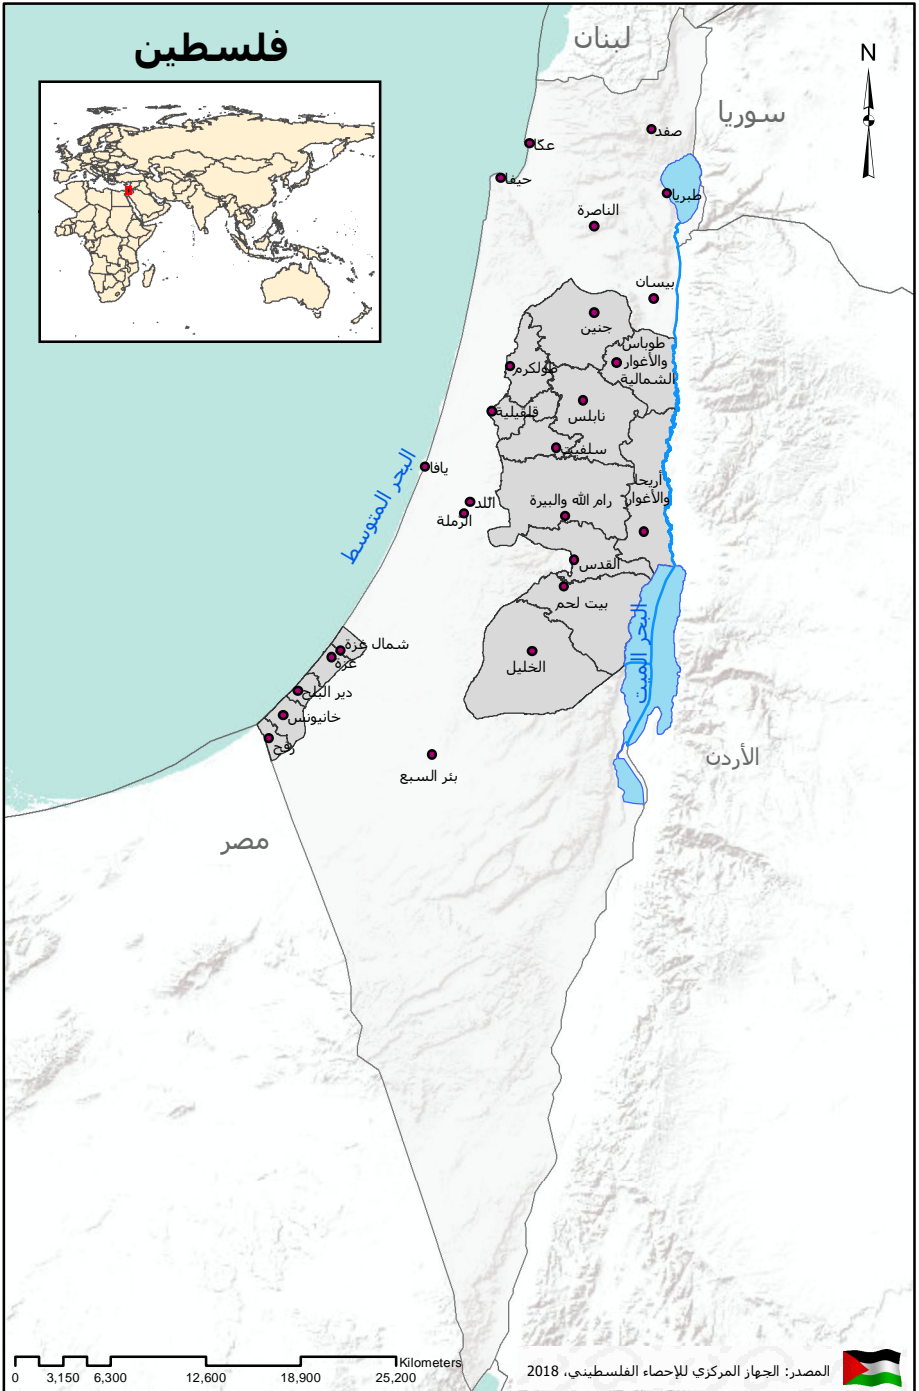 فلسطين
لبنان
N
سوريا
صفد
عكا
حيفا
طبريا
الناصرة
بيسان
جنين
طوباس
والأغوار
الشمالية
طولكرم
قلقيلية
نابلس
سلفيت
البحر المتوسط
يافا
أريحا
والأغوار
رام الله والبيرة
اللد
الرملة
القدس
بيت لحم
البحر الميت
شمال غزة
غزة
الخليل
دير البلح
خانيونس
رفح
بئر السبع
الأردن
مصر
Kilometers
0 3,150 6,300 12,600 18,900 25,200
المصدر: الجهاز المركزي للإحصاء الفلسطيني، 2018